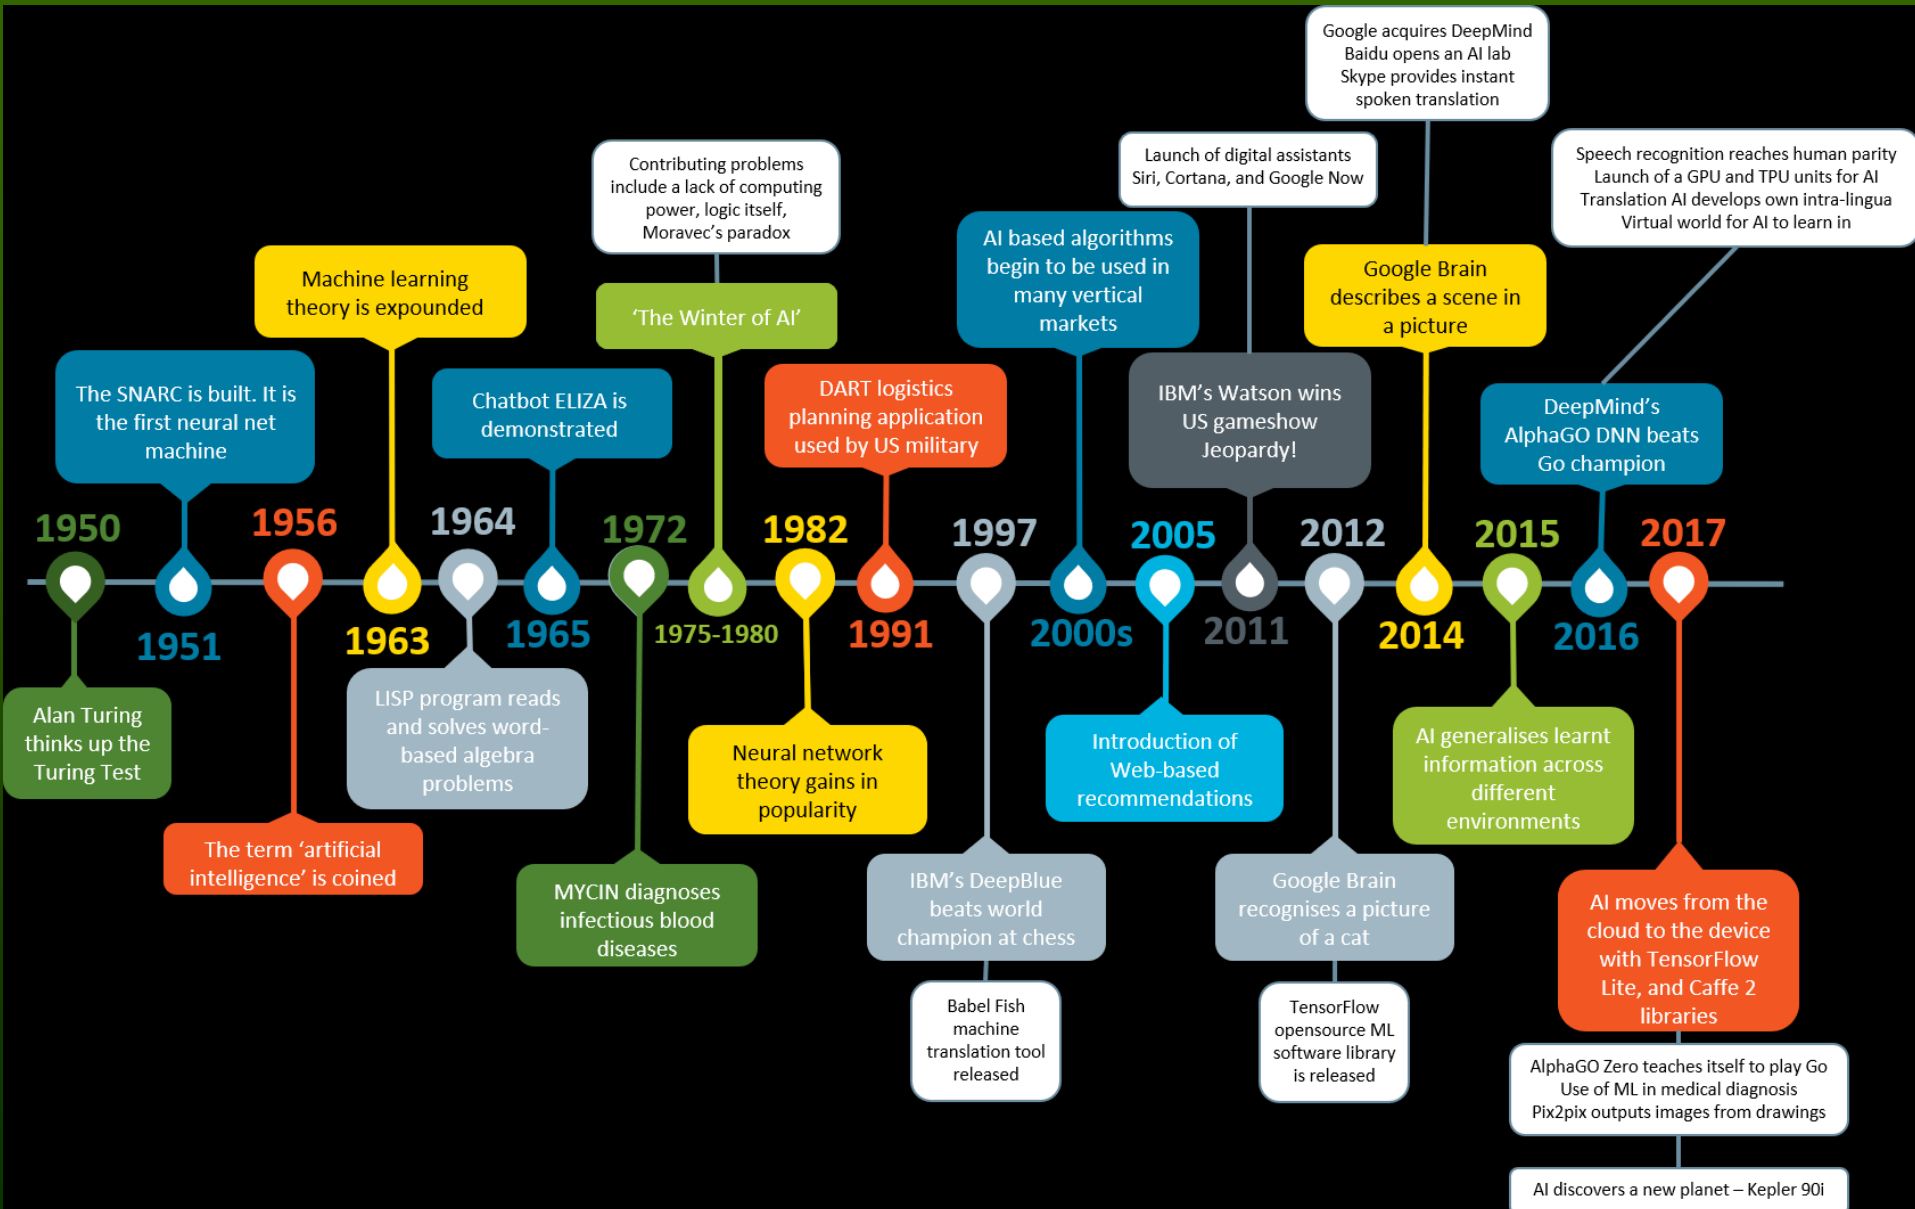 Google acquires DeepMind
Baidu opens an AI lab
Skype provides instant
spoken translation
Launch of digital assistants
Siri, Cortana, and Google Now
Speech recognition reaches human parity
Launch of a GPU and TPU units for AI
Translation AI develops own intra-lingua
Virtual world for AI to learn in
Contributing problems
include a lack of computing
power, logic itself,
Moravec's paradox
Machine learning
theory is expounded
'The Winter of AI'
AI based algorithms
begin to be used in
many vertical
markets
Google Brain
describes a scene in
a picture
The SNARC is built. It is
the first neural net
machine
Chatbot ELIZA is
demonstrated
DART logistics
planning application
used by US military
IBM's Watson wins
US gameshow
Jeopardy!
DeepMind's
AlphaGO DNN beats
Go champion
1950
1951
1956
1963
1964
1965
1972
1975-1980
1982
1991
1997
2000s
2005
2011
2012
2014
2015
2016
2017
Alan Turing
thinks up the
Turing Test
The term 'artificial
intelligence' is coined
LISP program reads
and solves word-
based algebra
problems
MYCIN diagnoses
infectious blood
diseases
Neural network
theory gains in
popularity
IBM's DeepBlue
beats world
champion at chess
Babel Fish
machine
translation tool
released
Introduction of
Web-based
recommendations
Google Brain
recognises a picture
of a cat
TensorFlow
opensource ML
software library
is released
AI generalises learnt
information across
different
environments
AI moves from the
cloud to the device
with TensorFlow
Lite, and Caffe 2
libraries
AlphaGO Zero teaches itself to play Go
Use of ML in medical diagnosis
Pix2pix outputs images from drawings
AI discovers a new planet – Kepler 90i